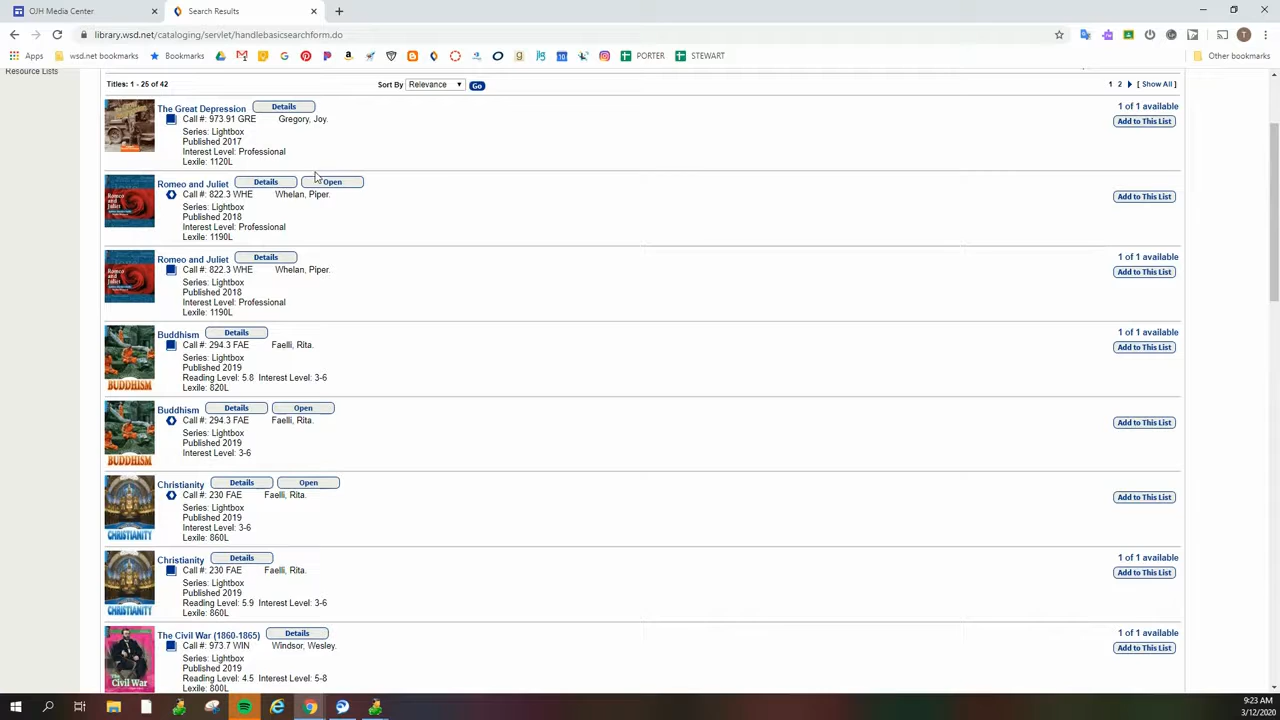 OJH Media Center
Search Results
library.wsd.net/cataloging/servlet/handlebasicsearchform.do
Apps wsd.net bookmarks Bookmarks PORTER STEWART Other bookmarks
Resource Lists
Titles: 1 - 25 of 42 Sort By Relevance Go 1 2 [ Show All ]
The Great Depression Details 1 of 1 available
Call #: 973.91 GRE Gregory, Joy. Add to This List
Series: Lightbox
Published 2017
Interest Level: Professional
Lexile: 1120L
Romeo and Juliet Details Open
Call #: 822.3 WHE Whelan, Piper. Add to This List
Series: Lightbox
Published 2018
Interest Level: Professional
Lexile: 1190L
Romeo and Juliet Details 1 of 1 available
Call #: 822.3 WHE Whelan, Piper. Add to This List
Series: Lightbox
Published 2018
Interest Level: Professional
Lexile: 1190L
Buddhism Details 1 of 1 available
Call #: 294.3 FAE Faelli, Rita. Add to This List
Series: Lightbox
Published 2019
Reading Level: 5.8 Interest Level: 3-6
Lexile: 820L
BUDDHISM
Buddhism Details Open
Call #: 294.3 FAE Faelli, Rita. Add to This List
Series: Lightbox
Published 2019
Interest Level: 3-6
BUDDHISM
Christianity Details Open
Call #: 230 FAE Faelli, Rita. Add to This List
Series: Lightbox
Published 2019
Interest Level: 3-6
Lexile: 860L
CHRISTIANITY
Christianity Details 1 of 1 available
Call #: 230 FAE Faelli, Rita. Add to This List
Series: Lightbox
Published 2019
Reading Level: 5.9 Interest Level: 3-6
Lexile: 860L
CHRISTIANITY
The Civil War (1860-1865) Details 1 of 1 available
Call #: 973.7 WIN Windsor, Wesley. Add to This List
Series: Lightbox
Published 2019
Reading Level: 4.5 Interest Level: 5-8
Lexile: 800L
The Civil War
9:23 AM
3/12/2020